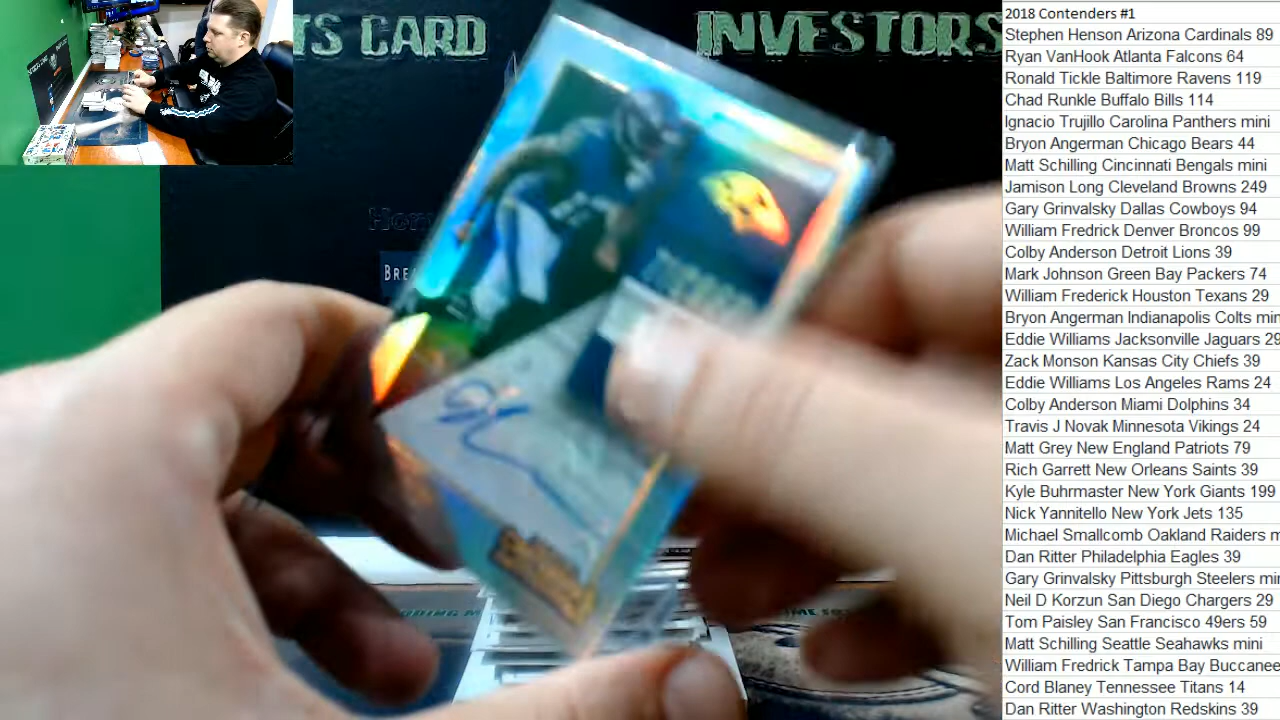 TS CARD INVESTORS
Hom
BREA
2018 Contenders #1
Stephen Henson Arizona Cardinals 89
Ryan VanHook Atlanta Falcons 64
Ronald Tickle Baltimore Ravens 119
Chad Runkle Buffalo Bills 114
Ignacio Trujillo Carolina Panthers mini
Bryon Angerman Chicago Bears 44
Matt Schilling Cincinnati Bengals mini
Jamison Long Cleveland Browns 249
Gary Grinvalsky Dallas Cowboys 94
William Fredrick Denver Broncos 99
Colby Anderson Detroit Lions 39
Mark Johnson Green Bay Packers 74
William Frederick Houston Texans 29
Bryon Angerman Indianapolis Colts min
Eddie Williams Jacksonville Jaguars 29
Zack Monson Kansas City Chiefs 39
Eddie Williams Los Angeles Rams 24
Colby Anderson Miami Dolphins 34
Travis J Novak Minnesota Vikings 24
Matt Grey New England Patriots 79
Rich Garrett New Orleans Saints 39
Kyle Buhrmaster New York Giants 199
Nick Yannitello New York Jets 135
Michael Smallcomb Oakland Raiders m
Dan Ritter Philadelphia Eagles 39
Gary Grinvalsky Pittsburgh Steelers mi
Neil D Korzun San Diego Chargers 29
Tom Paisley San Francisco 49ers 59
Matt Schilling Seattle Seahawks mini
William Fredrick Tampa Bay Buccanee
Cord Blaney Tennessee Titans 14
Dan Ritter Washington Redskins 39